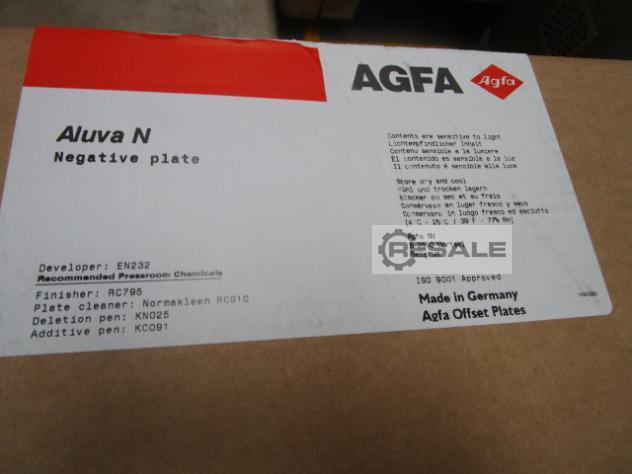 AGFA
Agfa
Aluva N
Negative plate
Contents are sensitive to light
Lichtempfindlicher Inhalt
Contenu sensible a la lumiere
El contenido es sensible a la luz
Il contenuto é sensibile alla luce
Store dry and cool
Kühl und trocken lagern
Stocker au sec et au frais
Consérvese en lugar fresco y seco
Conservare in luogo fresco ed asciutto
Agfa NV
Belgium
RESALE
ISO 9001 Approved
Made in Germany
Agfa Offset Plates
Developer: EN232
Recommended Pressroom Chemicals
Finisher: RC795
Plate cleaner: Normakleen RC910
Deletion pen: KN025
Additive pen: KC091